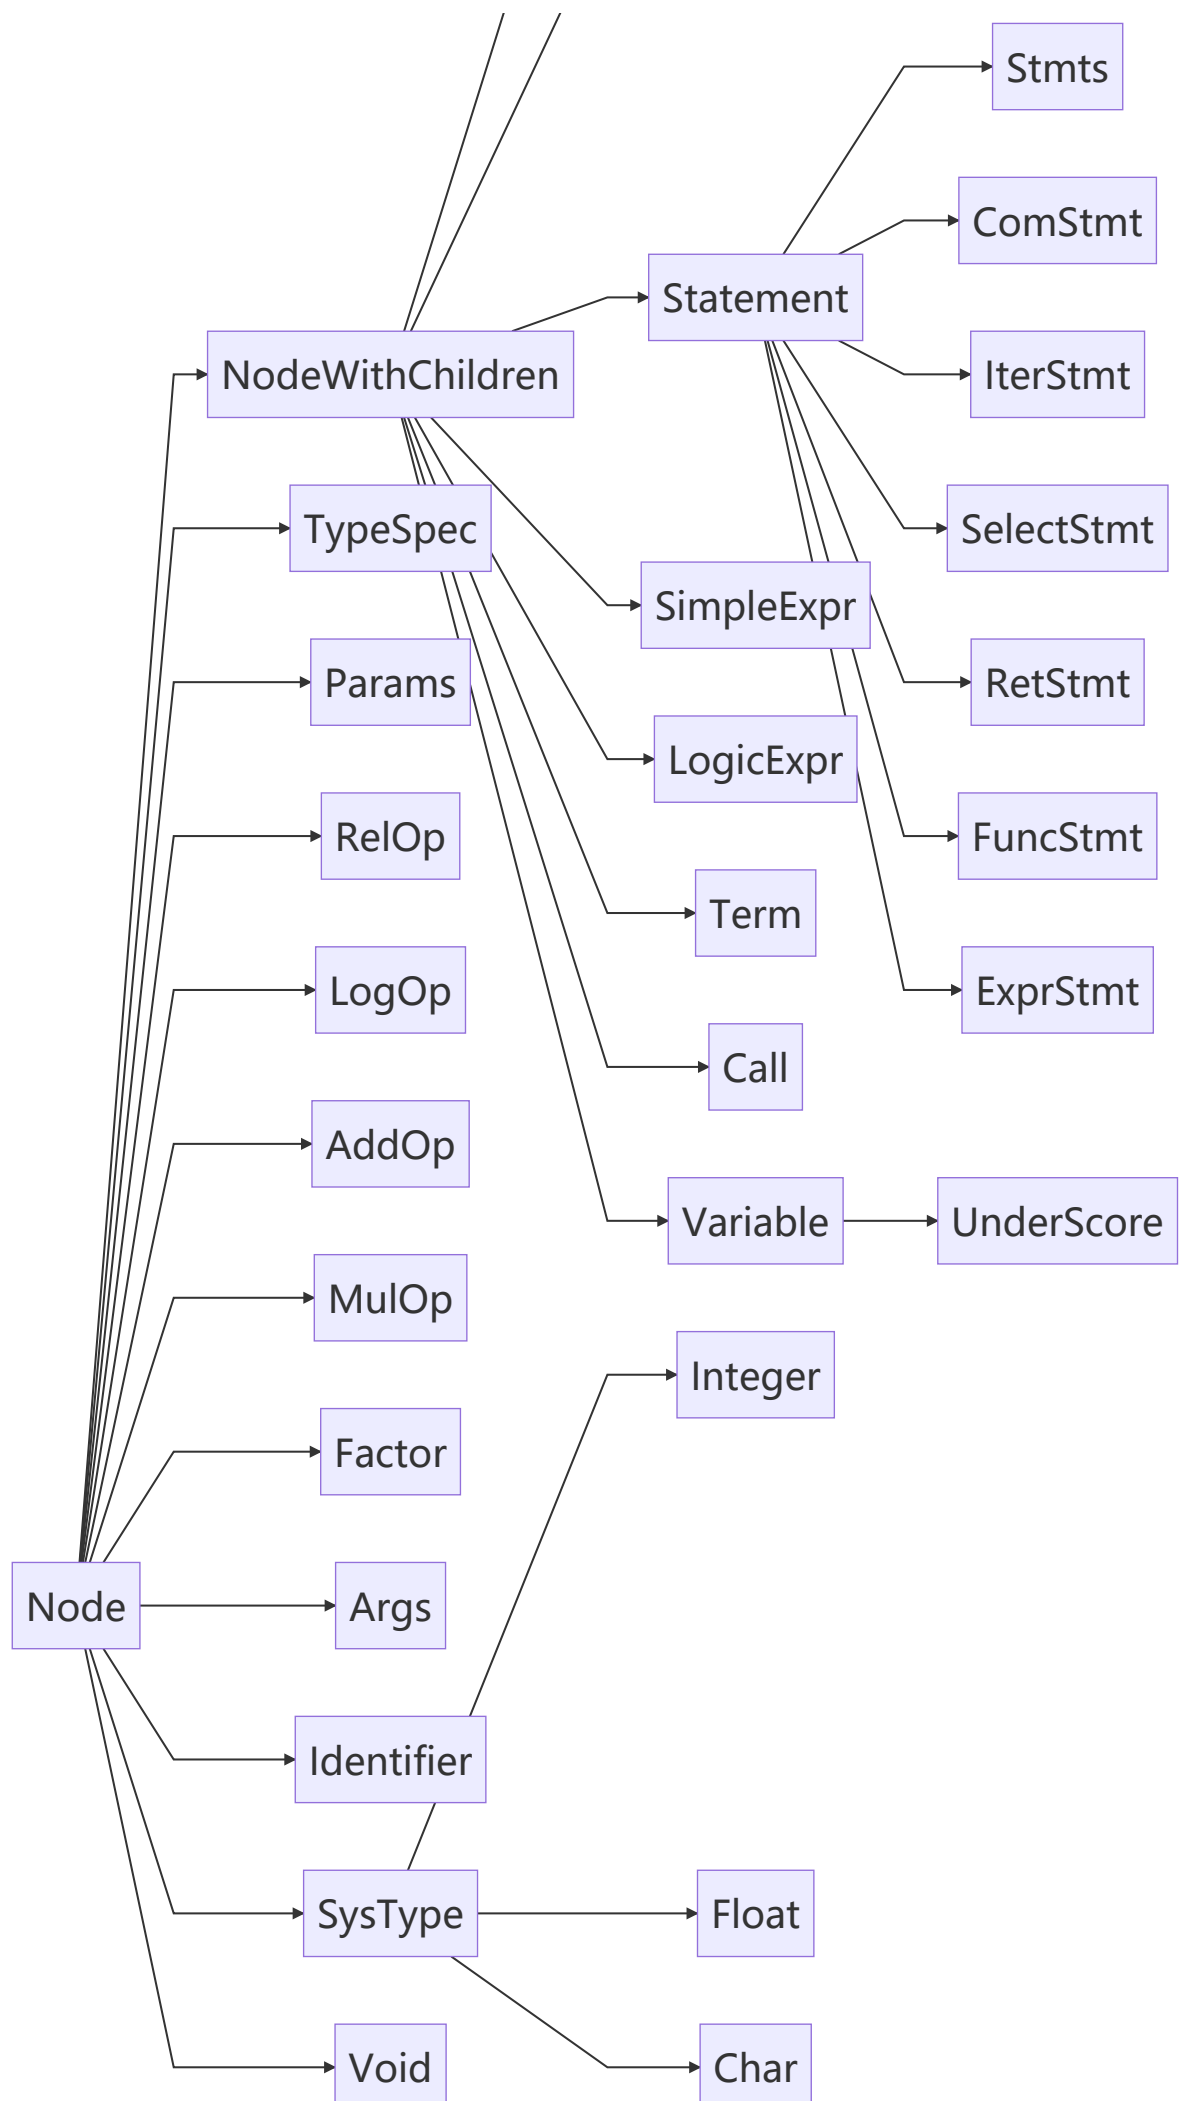 Stmts
ComStmt
Statement
NodeWithChildren
IterStmt
TypeSpec
SelectStmt
SimpleExpr
Params
RetStmt
LogicExpr
RelOp
FuncStmt
Term
LogOp
ExprStmt
Call
AddOp
Variable
UnderScore
MulOp
Integer
Factor
Node
Args
Identifier
SysType
Float
Void
Char